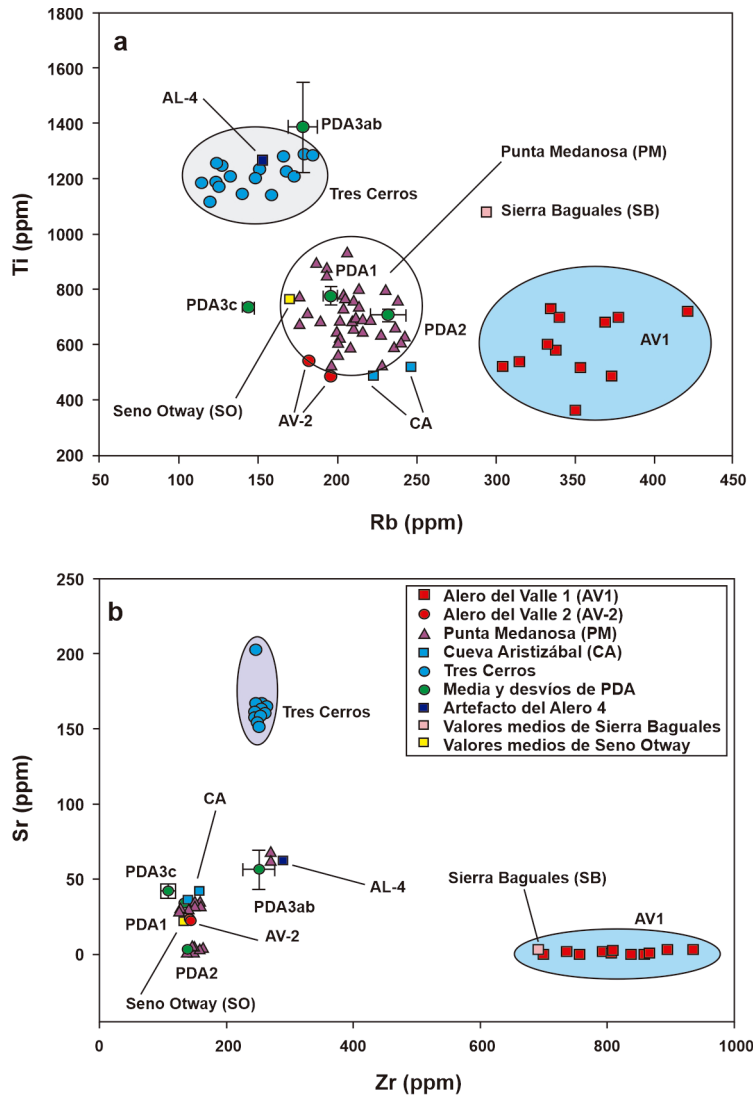 a
1800
1600
1400
1200
1000
800
600
400
200
Ti (ppm)
AL-4
PDA3ab
Punta Medanosa (PM)
Tres Cerros
Sierra Baguales (SB)
PDA1
PDA3c
PDA2
AV1
Seno Otway (SO)
AV-2
CA
50 100 150 200 250 300 350 400 450
Rb (ppm)
b
250
200
150
100
50
0
Sr (ppm)
Alero del Valle 1 (AV1)
Alero del Valle 2 (AV-2)
Punta Medanosa (PM)
Cueva Aristizábal (CA)
Tres Cerros
Media y desvíos de PDA
Artefacto del Alero 4
Valores medios de Sierra Baguales
Valores medios de Seno Otway
Tres Cerros
CA
PDA3c
AL-4
PDA3ab
Sierra Baguales (SB)
PDA1
AV-2
AV1
PDA2
Seno Otway (SO)
0 200 400 600 800 1000
Zr (ppm)